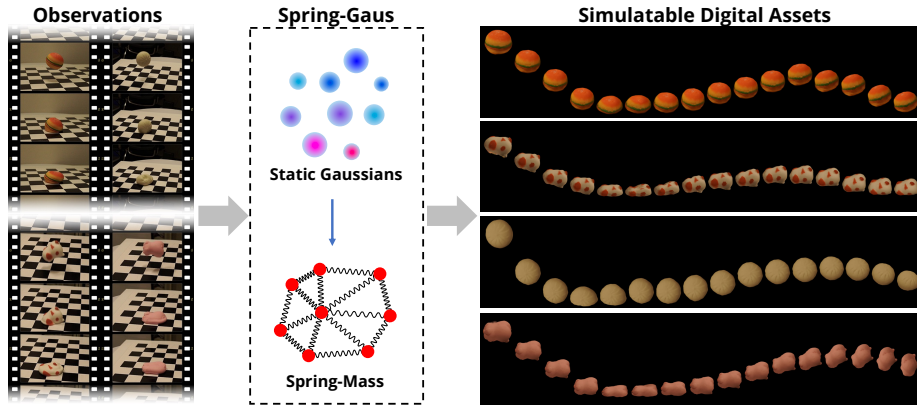 Observations
Spring-Gaus
Simulatable Digital Assets
Static Gaussians
Spring-Mass